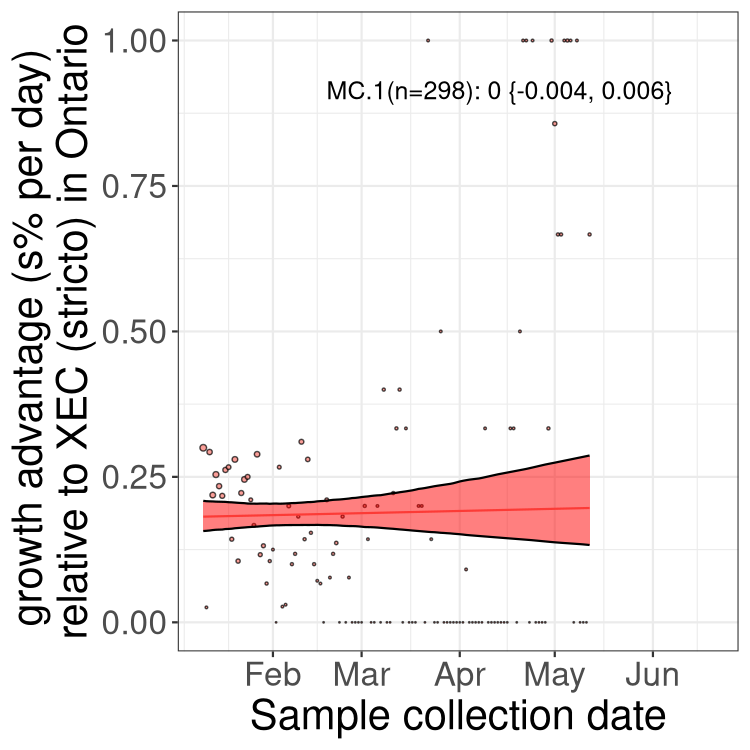 growth advantage (s% per day)
relative to XEC (stricto) in Ontario
1.00
0.75
0.50
0.25
0.00
MC.1(n=298): 0 {-0.004, 0.006}
Feb Mar Apr May Jun
Sample collection date